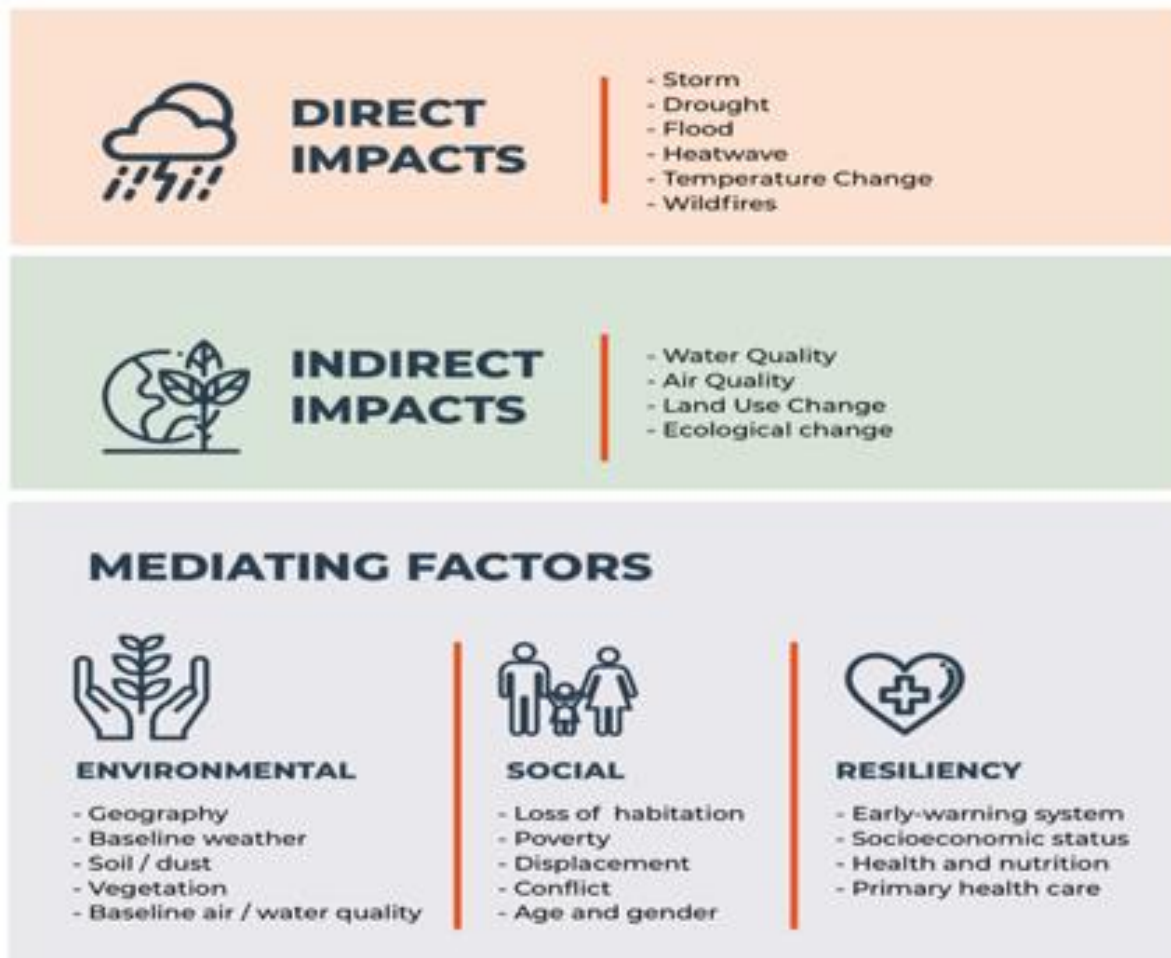 DIRECT
IMPACTS
- Storm
- Drought
- Flood
- Heatwave
- Temperature Change
- Wildfires
INDIRECT
IMPACTS
- Water Quality
- Air Quality
- Land Use Change
- Ecological change
MEDIATING FACTORS
ENVIRONMENTAL
- Geography
- Baseline weather
- Soil / dust
- Vegetation
- Baseline air / water quality
SOCIAL
- Loss of habitation
- Poverty
- Displacement
- Conflict
- Age and gender
RESILIENCY
- Early-warning system
- Socioeconomic status
- Health and nutrition
- Primary health care